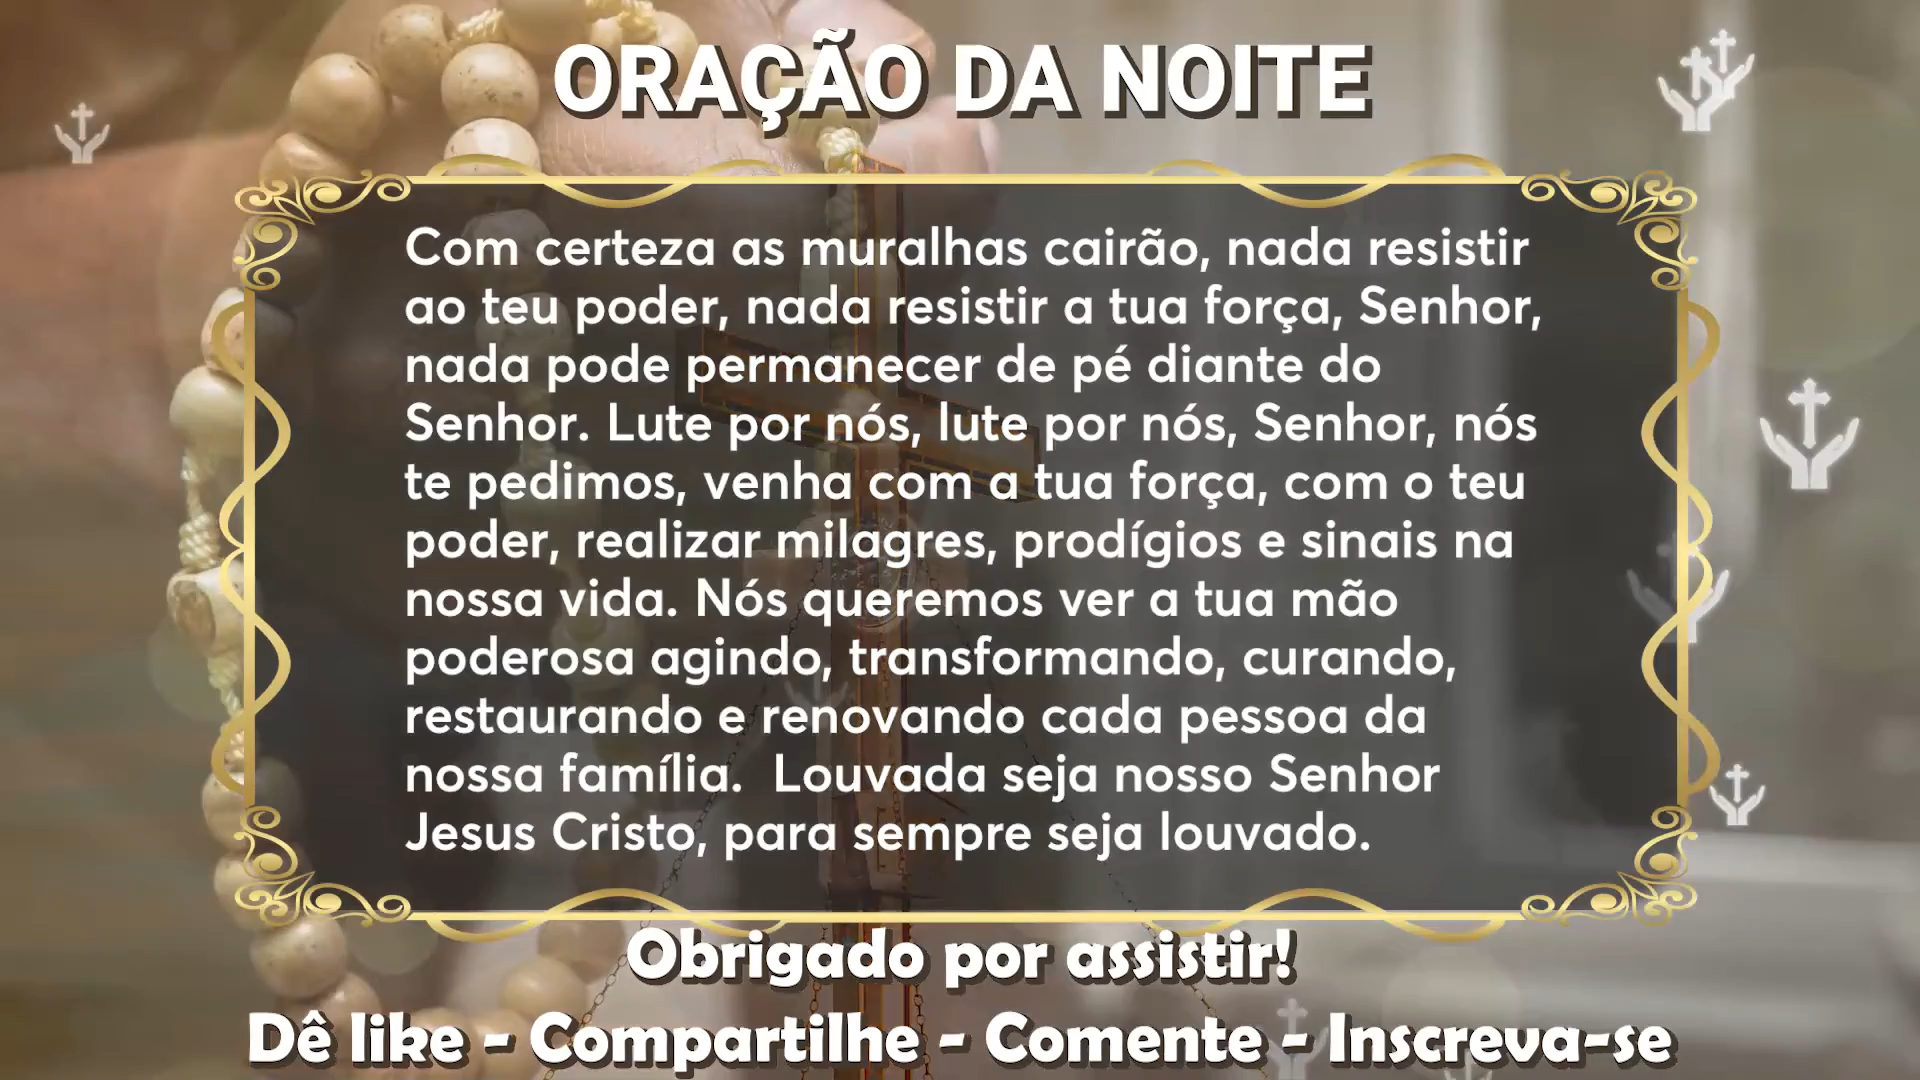 ORAÇÃO DA NOITE
Com certeza as muralhas cairão, nada resistir
ao teu poder, nada resistir a tua força, Senhor,
nada pode permanecer de pé diante do
Senhor. Lute por nós, lute por nós, Senhor, nós
te pedimos, venha com a tua força, com o teu
poder, realizar milagres, prodígios e sinais na
nossa vida. Nós queremos ver a tua mão
poderosa agindo, transformando, curando,
restaurando e renovando cada pessoa da
nossa família.  Louvada seja nosso Senhor
Jesus Cristo, para sempre seja louvado.
Obrigado por assistir!
Dê like - Compartilhe - Comente - Inscreva-se